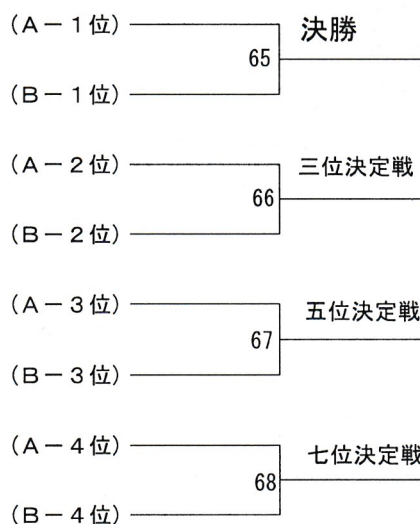 (A－1位)
決勝
65
(B－1位)
(A－2位)
三位決定戦
66
(B－2位)
(A－3位)
五位決定戦
67
(B－3位)
(A－4位)
七位決定戦
68
(B－4位)